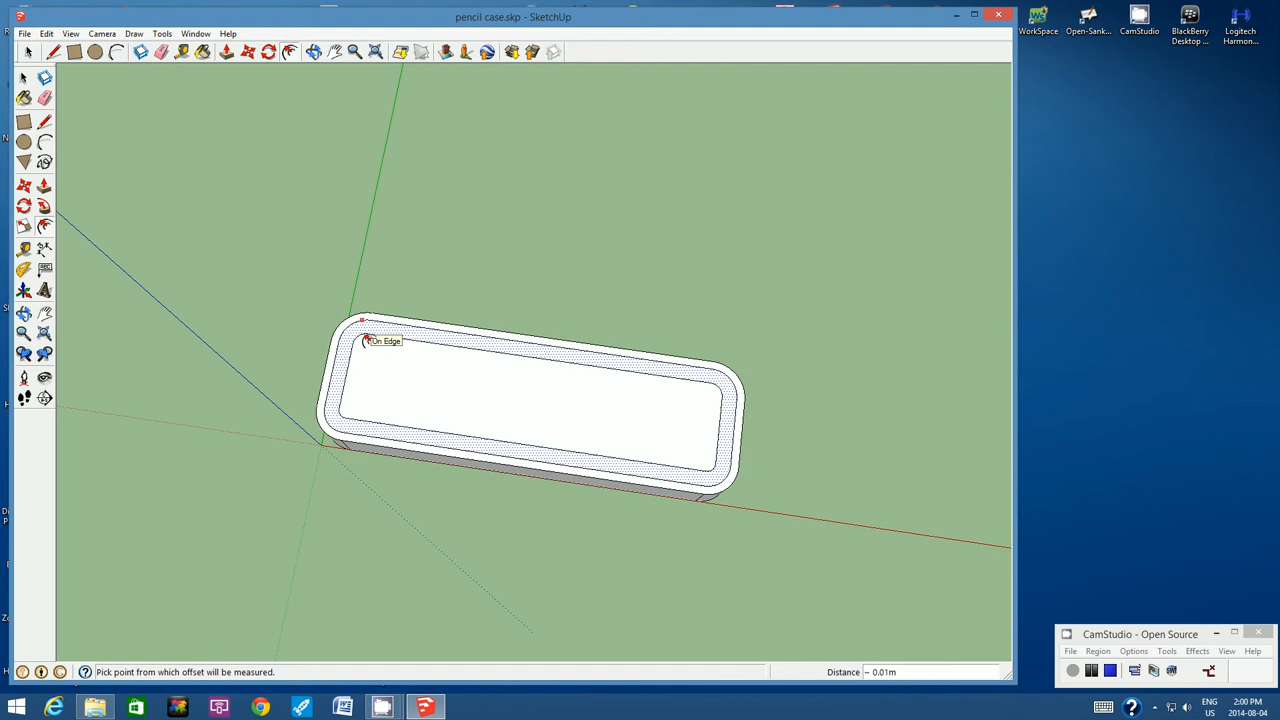 pencil case.skp - SketchUp
File Edit View Camera Draw Tools Window Help
On Edge
ABC
Pick point from which offset will be measured.
Distance ~ 0.01m
WorkSpace
Open-Sank...
CamStudio
BlackBerry Desktop ...
Logitech Harmon...
CamStudio - Open Source
File Region Options Tools Effects View Help
ENG
US
2:00 PM
2014-08-04